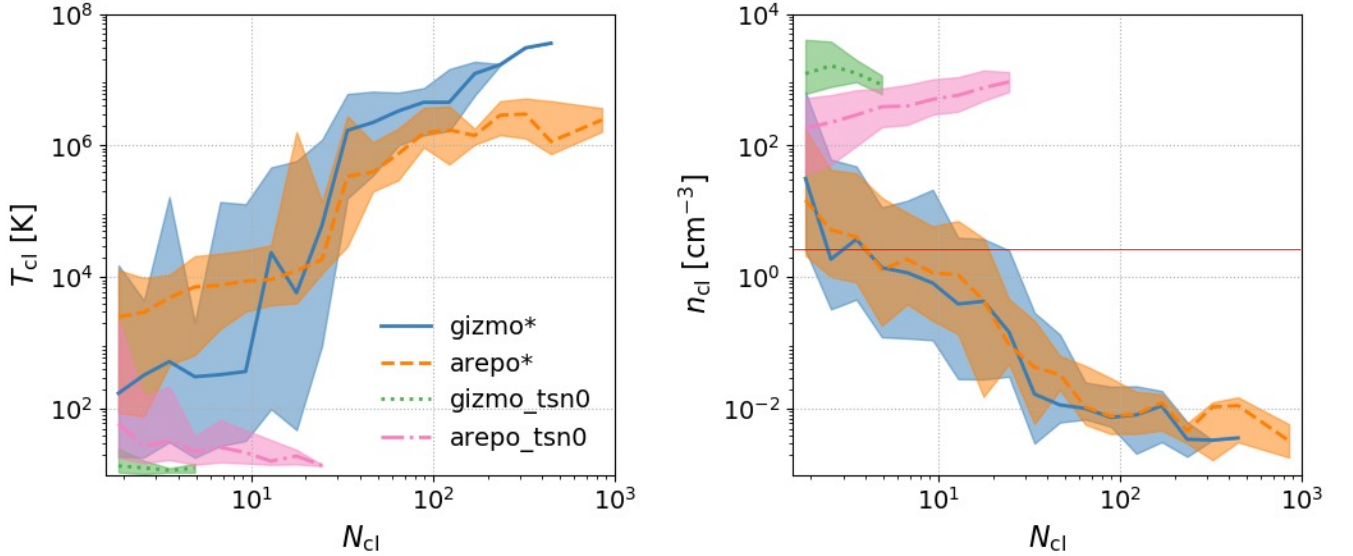 10^8
10^6
10^4
10^2
T_cl [K]
gizmo*
arepo*
gizmo_tsn0
arepo_tsn0
10^1
10^2
10^3
N_cl
10^4
10^2
10^0
10^−2
n_cl [cm^−3]
10^1
10^2
10^3
N_cl